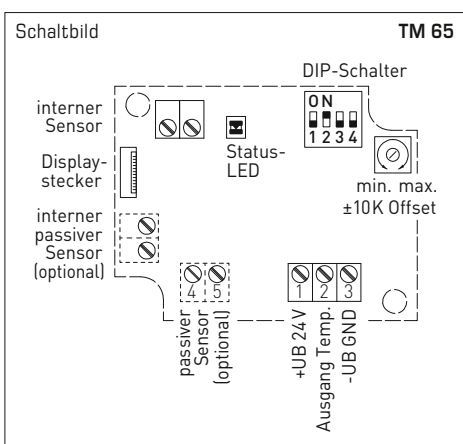 Schaltbild TM 65
DIP-Schalter
ON
1 2 3 4
interner
Sensor
Status-
LED
Display-
stecker
min. max.
±10K Offset
interner
passiver
Sensor
(optional)
4 5
1 2 3
passiver
Sensor
(optional)
+UB 24V
Ausgang Temp.
-UB GND